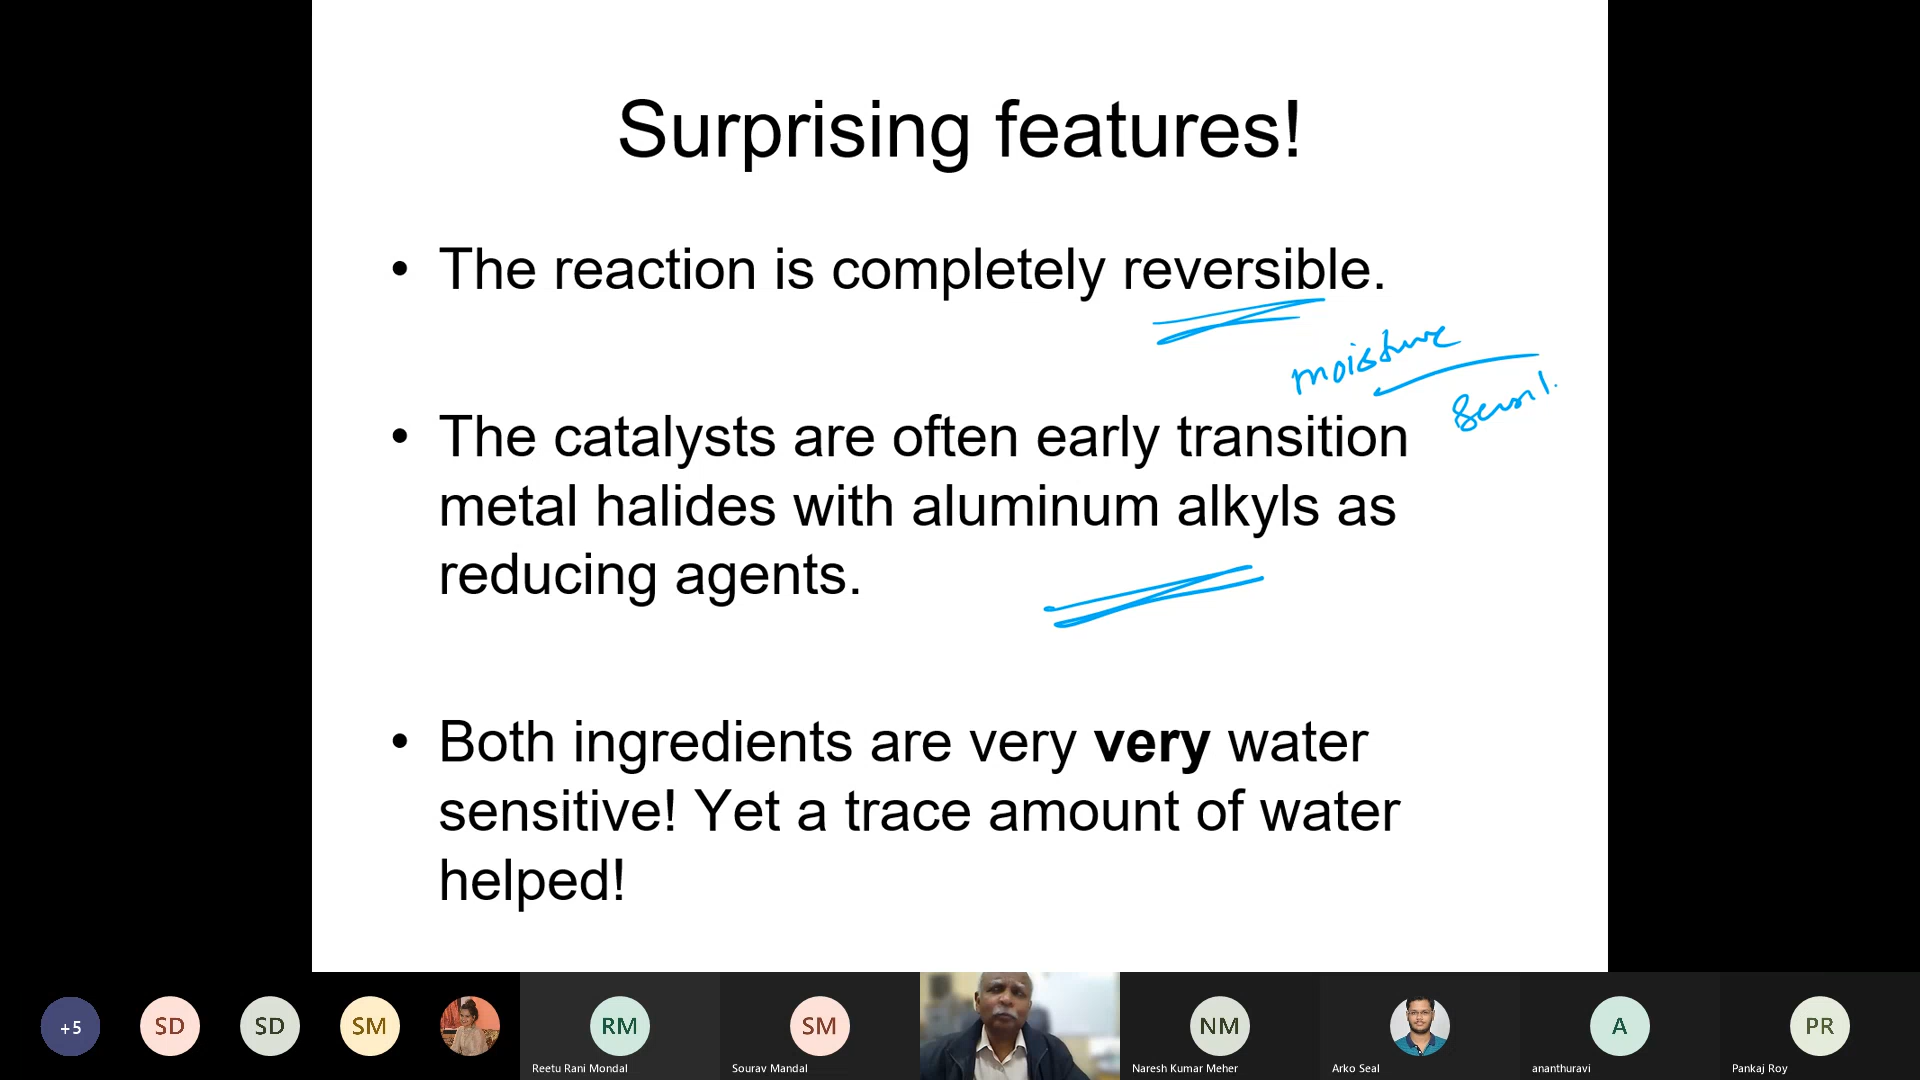 Surprising features!
• The reaction is completely reversible.
moisture
• The catalysts are often early transition
metal halides with aluminum alkyls as
reducing agents.
• Both ingredients are very very water
sensitive! Yet a trace amount of water
helped!
+5
SD
SD
SM
RM
Reetu Rani Mondal
SM
Sourav Mandal
NM
Naresh Kumar Meher
Arko Seal
A
ananthuravi
PR
Pankaj Roy